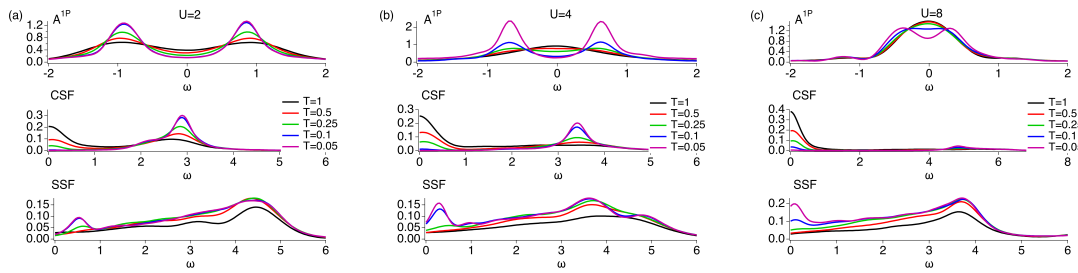 (a) A1P U=2
1.2
0.8
0.4
0.0
-2 -1 0 1 2
ω
CSF
0.3
0.2
0.1
0.0
T=1
T=0.5
T=0.25
T=0.1
T=0.05
0 1 2 3 4 5 6
ω
SSF
0.15
0.10
0.05
0.00
0 1 2 3 4 5 6
ω
(b) A1P U=4
2
1
0
-2 -1 0 1 2
ω
CSF
0.3
0.2
0.1
0.0
T=1
T=0.5
T=0.25
T=0.1
T=0.05
0 1 2 3 4 5 6
ω
SSF
0.15
0.10
0.05
0.00
0 1 2 3 4 5 6
ω
(c) A1P U=8
1.2
0.8
0.4
0.0
-2 -1 0 1 2
ω
CSF
0.4
0.3
0.2
0.1
0.0
T=1
T=0.5
T=0.2
T=0.1
T=0.0
0 2 4 6 8
ω
SSF
0.2
0.1
0.0
0 1 2 3 4 5 6
ω